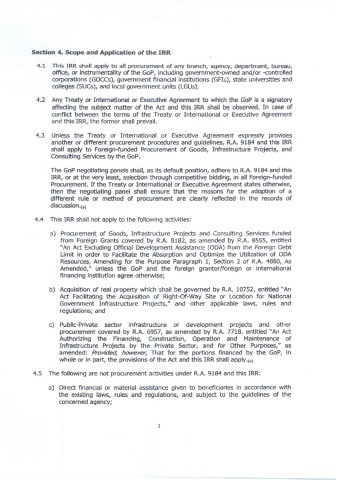 Section 4. Scope and Application of the IRR
4.1 This IRR shall apply to all procurement of any branch, agency, department, bureau,
office, or instrumentality of the GoP, including government-owned and/or -controlled
corporations (GOCCs), government financial institutions (GFIs), state universities and
colleges (SUCs), and local government units (LGUs).
4.2 Any Treaty or International or Executive Agreement to which the GoP is a signatory
affecting the subject matter of the Act and this IRR shall be observed. In case of
conflict between the terms of the Treaty or International or Executive Agreement
and this IRR, the former shall prevail.
4.3 Unless the Treaty or International or Executive Agreement expressly provides
another or different procurement procedures and guidelines, R.A. 9184 and this IRR
shall apply to Foreign-funded Procurement of Goods, Infrastructure Projects, and
Consulting Services by the GoP.
The GoP negotiating panels shall, as its default position, adhere to R.A. 9184 and this
IRR, or at the very least, selection through competitive bidding, in all Foreign-funded
Procurement. If the Treaty or International or Executive Agreement states otherwise,
then the negotiating panel shall ensure that the reasons for the adoption of a
different rule or method of procurement are clearly reflected in the records of
discussion.
4.4 This IRR shall not apply to the following activities:
a) Procurement of Goods, Infrastructure Projects and Consulting Services funded
from Foreign Grants covered by R.A. 8182, as amended by R.A. 8555, entitled
"An Act Excluding Official Development Assistance (ODA) from the Foreign Debt
Limit in order to Facilitate the Absorption and Optimize the Utilization of ODA
Resources, Amending for the Purpose Paragraph 1, Section 2 of R.A. 4860, As
Amended," unless the GoP and the foreign grantor/foreign or international
financing institution agree otherwise;
b) Acquisition of real property which shall be governed by R.A. 10752, entitled "An
Act Facilitating the Acquisition of Right-Of-Way Site or Location for National
Government Infrastructure Projects," and other applicable laws, rules and
regulations; and
c) Public-Private sector infrastructure or development projects and other
procurement covered by R.A. 6957, as amended by R.A. 7718, entitled "An Act
Authorizing the Financing, Construction, Operation and Maintenance of
Infrastructure Projects by the Private Sector, and for Other Purposes," as
amended: Provided, however, That for the portions financed by the GoP, in
whole or in part, the provisions of the Act and this IRR shall apply.
4.5 The following are not procurement activities under R.A. 9184 and this IRR:
a) Direct financial or material assistance given to beneficiaries in accordance with
the existing laws, rules and regulations, and subject to the guidelines of the
concerned agency;
3